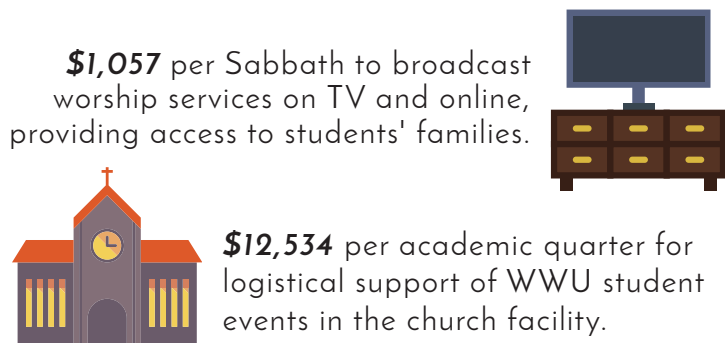 $1,057 per Sabbath to broadcast
worship services on TV and online,
providing access to students' families.
$12,534 per academic quarter for
logistical support of WWU student
events in the church facility.